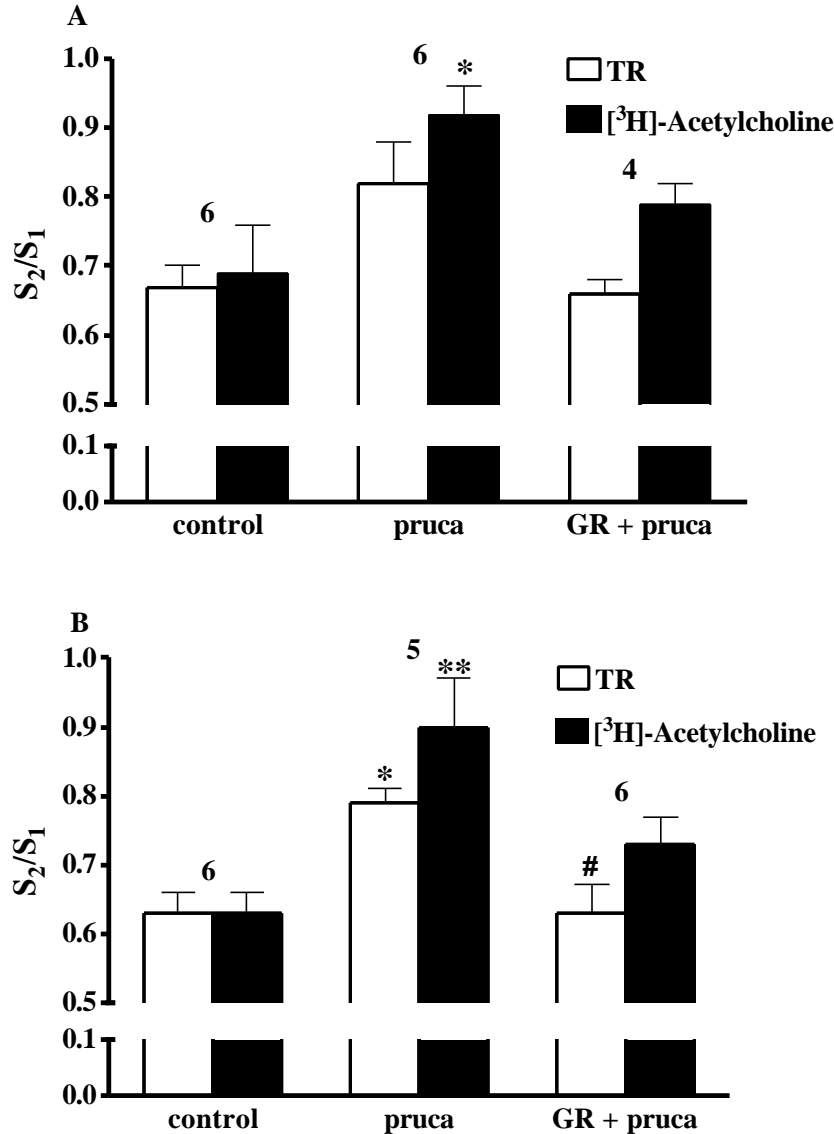 A
1.0
0.9
0.8
0.7
0.6
0.5
0.1
0.0
S2/S1
6
6
*
4
TR
[3H]-Acetylcholine
control pruca GR + pruca
B
1.0
0.9
0.8
0.7
0.6
0.5
0.1
0.0
S2/S1
6
*
5
**
#
6
TR
[3H]-Acetylcholine
control pruca GR + pruca